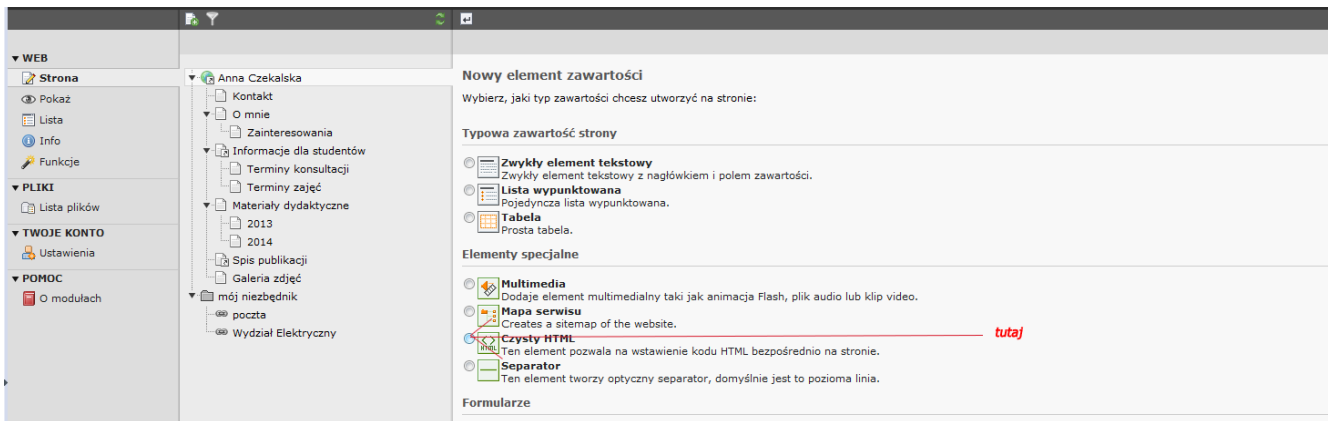 WEB
Strona
Pokaż
Lista
Info
Funkcje
PLIKI
Lista plików
TWOJE KONTO
Ustawienia
POMOC
O modułach
Anna Czekalska
Kontakt
O mnie
Zainteresowania
Informacje dla studentów
Terminy konsultacji
Terminy zajęć
Materiały dydaktyczne
2013
2014
Spis publikacji
Galeria zdjęć
mój niezbędnik
poczta
Wydział Elektryczny
Nowy element zawartości
Wybierz, jaki typ zawartości chcesz utworzyć na stronie:
Typowa zawartość strony
Zwykły element tekstowy
Zwykły element tekstowy z nagłówkiem i polem zawartości.
Lista wypunktowana
Pojedyncza lista wypunktowana.
Tabela
Prosta tabela.
Elementy specjalne
Multimedia
Dodaje element multimedialny taki jak animacja Flash, plik audio lub klip video.
Mapa serwisu
Creates a sitemap of the website.
tutaj
HTML
Czysty HTML
Ten element pozwala na wstawienie kodu HTML bezpośrednio na stronie.
Separator
Ten element tworzy optyczny separator, domyślnie jest to pozioma linia.
Formularze